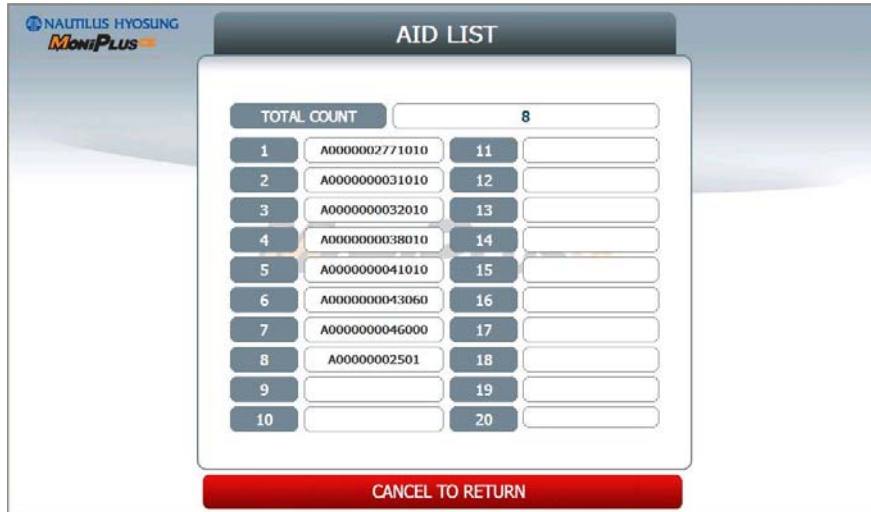 NAUTILUS HYOSUNG
MONIPLUS CE
AID LIST
TOTAL COUNT 8
1 A0000002771010 11
2 A0000000031010 12
3 A0000000032010 13
4 A0000000038010 14
5 A0000000041010 15
6 A0000000043060 16
7 A0000000046000 17
8 A00000002501 18
9 19
10 20
CANCEL TO RETURN